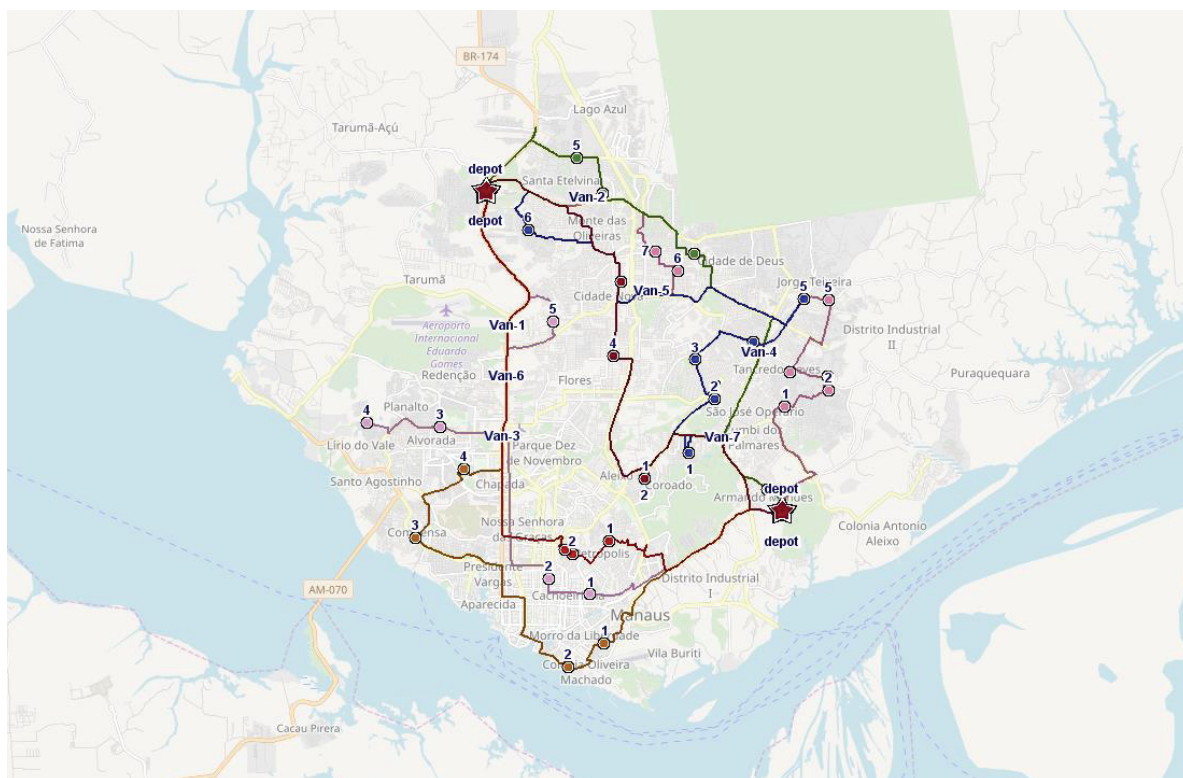 BR-174
Lago Azul
Tarumã-Açú
5
depot
Santa Etelvina
Van-2
depot
6
Monte das
Oliveiras
Nossa Senhora
de Fatima
7
6
Cidade de Deus
Tarumã
Jorge Teixeira
Van-5
Cidade Nova
5
5
5
Aeroporto
Internacional
Eduardo
Gomes
Van-1
Distrito Industrial
II
4
3
Van-4
Redenção
Van-6
Flores
Tancredo Neves
Puraquequara
2
1
Planalto
2
São José Operário
4
3
Lírio do Vale
Alvorada
Van-3
Parque Dez
de Novembro
Van-7
Zumbi dos
Palmares
4
1
Santo Agostinho
Chapada
Aleixo
1
2
Coroado
depot
Armando Mendes
Colonia Antonio
Aleixo
depot
3
Compensa
Nossa Senhora
das Graças
2
1
Petrópolis
Presidente
Vargas
2
1
Cachoeirinha
Distrito Industrial
I
AM-070
Aparecida
Manaus
1
Morro da Liberdade
Vila Buriti
2
Colônia Oliveira
Machado
Cacau Pirera